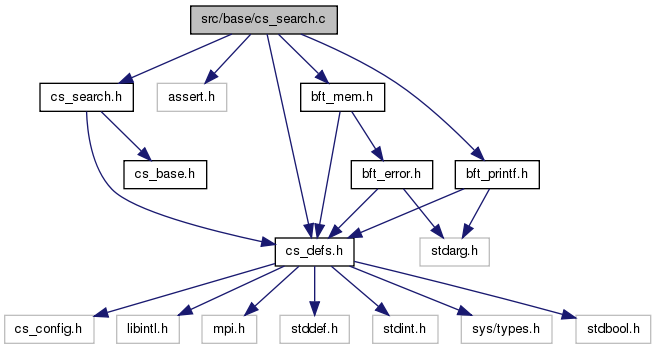 src/base/cs_search.c
cs_search.h
assert.h
bft_mem.h
cs_base.h
bft_error.h
bft_printf.h
cs_defs.h
stdarg.h
cs_config.h
libintl.h
mpi.h
stddef.h
stdint.h
sys/types.h
stdbool.h